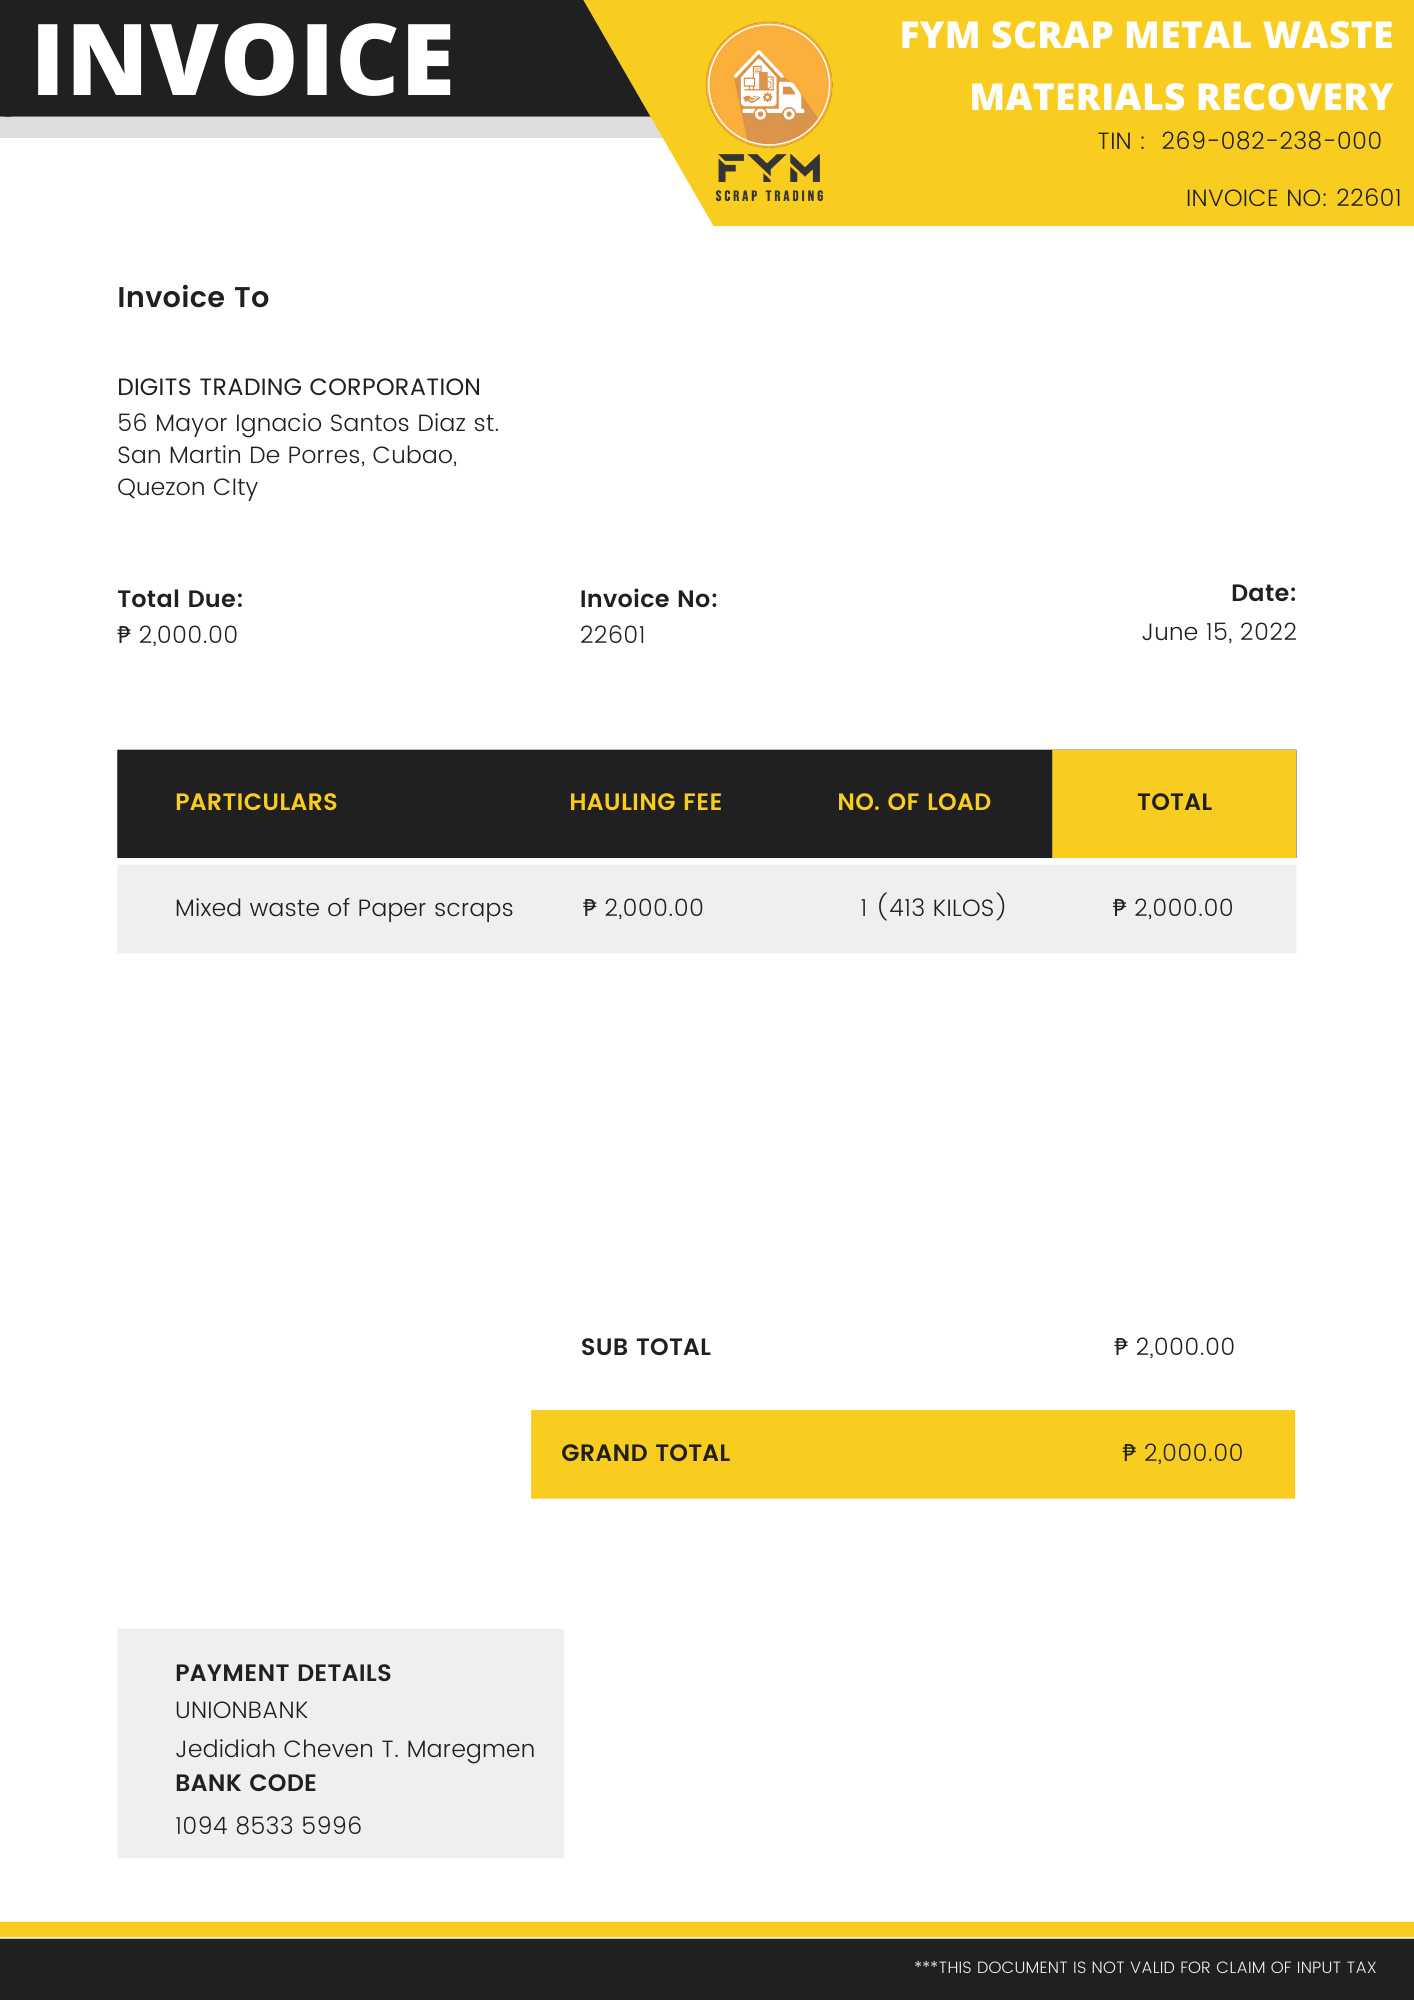 INVOICE
FYM SCRAP METAL WASTE
MATERIALS RECOVERY
TIN : 269-082-238-000
INVOICE NO: 22601
FYM
SCRAP TRADING
Invoice To
DIGITS TRADING CORPORATION
56 Mayor Ignacio Santos Diaz st.
San Martin De Porres, Cubao,
Quezon CIty
Total Due:
₱ 2,000.00
Invoice No:
22601
Date:
June 15, 2022
PARTICULARS HAULING FEE NO. OF LOAD TOTAL
Mixed waste of Paper scraps ₱ 2,000.00 1 (413 KILOS) ₱ 2,000.00
SUB TOTAL ₱ 2,000.00
GRAND TOTAL ₱ 2,000.00
PAYMENT DETAILS
UNIONBANK
Jedidiah Cheven T. Maregmen
BANK CODE
1094 8533 5996
***THIS DOCUMENT IS NOT VALID FOR CLAIM OF INPUT TAX